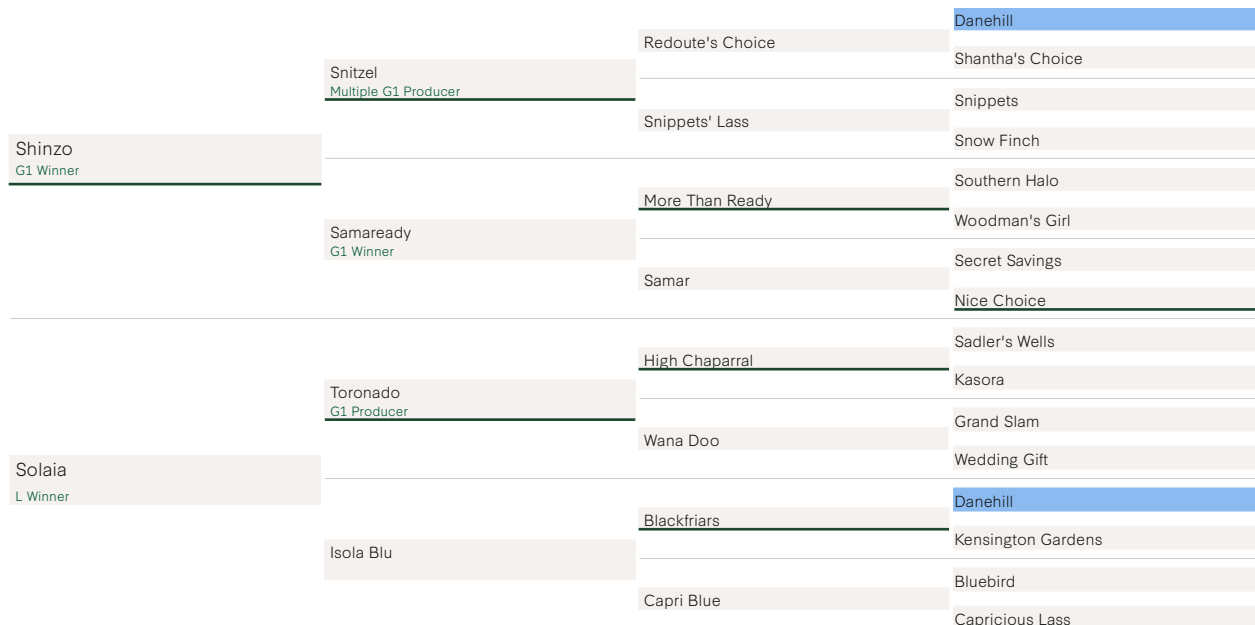 Shinzo
G1 Winner
Solaia
L Winner
Snitzel
Multiple G1 Producer
Samaready
G1 Winner
Toronado
G1 Producer
Isola Blu
Redoute's Choice
Snippets' Lass
More Than Ready
Samar
High Chaparral
Wana Doo
Blackfriars
Capri Blue
Danehill
Shantha's Choice
Snippets
Snow Finch
Southern Halo
Woodman's Girl
Secret Savings
Nice Choice
Sadler's Wells
Kasora
Grand Slam
Wedding Gift
Danehill
Kensington Gardens
Bluebird
Capricious Lass